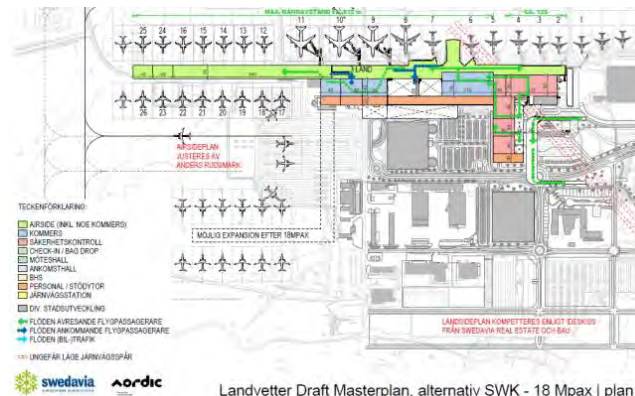 25 24 16 15 14 13 12 11 10* 9 8 7 6 5 4 3 2 1
LAND
26 23 22 21 20 19 18 17
AIRSIDEPLAN
JUSTERES AV
ANDERS RUDSMARK
TECKENFÖRKLARING:
AIRSIDE (INKL NOE KOMMERS)
KOMMERS
SÄKERHETSKONTROLL
CHECK-IN / BAG DROP
MÖTESHALL
ANKOMSTHALL
BHS
PERSONAL / STÖDYTOR
JÄRNVÄGSSTATION
DIV. STADSUTVECKLING
FLÖDEN AVRESANDE FLYGPASSAGERARE
FLÖDEN ANKOMMANDE FLYGPASSAGERARE
FLÖDEN (BIL-)TRAFIK
UNGEFÄR LÄGE JÄRNVÄGSSPÅR
MÖJLIG EXPANSION EFTER 18MPAX
LANDSIDEPLAN KOMPETTERES ENLIGT IDESKISS
FRÅN SWEDAVIA REAL ESTATE OCH BAU
swedavia
nordic
Landvetter Draft Masterplan, alternativ SWK - 18 Mpax | plan